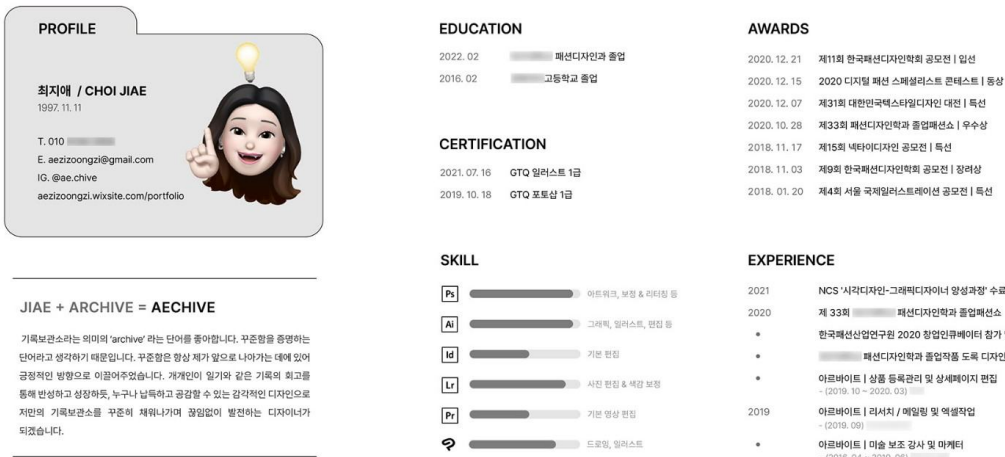 PROFILE
최지애 / CHOI JIAE
1997. 11. 11
T. 010
E. aezizoongzi@gmail.com
IG. @ae.chive
aezizoongzi.wixsite.com/portfolio
JIAE + ARCHIVE = AECHIVE
기록보관소라는 의미의 'archive' 라는 단어를 좋아합니다. 꾸준함을 증명하는
단어라고 생각하기 때문입니다. 꾸준함은 항상 제가 앞으로 나아가는 데에 있어
긍정적인 방향으로 이끌어주었습니다. 개개인이 일기와 같은 기록의 회고를
통해 반성하고 성장하듯, 누구나 납득하고 공감할 수 있는 감각적인 디자인으로
저만의 기록보관소를 꾸준히 채워나가며 끊임없이 발전하는 디자이너가
되겠습니다.
EDUCATION
2022. 02 패션디자인과 졸업
2016. 02 고등학교 졸업
CERTIFICATION
2021. 07. 16 GTQ 일러스트 1급
2019. 10. 18 GTQ 포토샵 1급
SKILL
Ps 아트워크, 보정 & 리터칭 등
Ai 그래픽, 일러스트, 편집 등
Id 기본 편집
Lr 사진 편집 & 색감 보정
Pr 기본 영상 편집
드로잉, 일러스트
AWARDS
2020. 12. 21 제11회 한국패션디자인학회 공모전 | 입선
2020. 12. 15 2020 디지털 패션 스페셜리스트 콘테스트 | 동상
2020. 12. 07 제31회 대한민국텍스타일디자인 대전 | 특선
2020. 10. 28 제33회 패션디자인학과 졸업패션쇼 | 우수상
2018. 11. 17 제15회 넥타이디자인 공모전 | 특선
2018. 11. 03 제9회 한국패션디자인학회 공모전 | 장려상
2018. 01. 20 제4회 서울 국제일러스트레이션 공모전 | 특선
EXPERIENCE
2021 NCS '시각디자인-그래픽디자이너 양성과정' 수료
2020 제 33회 패션디자인학과 졸업패션쇼
한국패션산업연구원 2020 창업인큐베이터 참가
패션디자인학과 졸업작품 도록 디자인
아르바이트 | 상품 등록관리 및 상세페이지 편집
- (2019. 10 ~ 2020. 03)
2019 아르바이트 | 리서치 / 메일링 및 엑셀작업
- (2019. 09)
아르바이트 | 미술 보조 강사 및 마케터